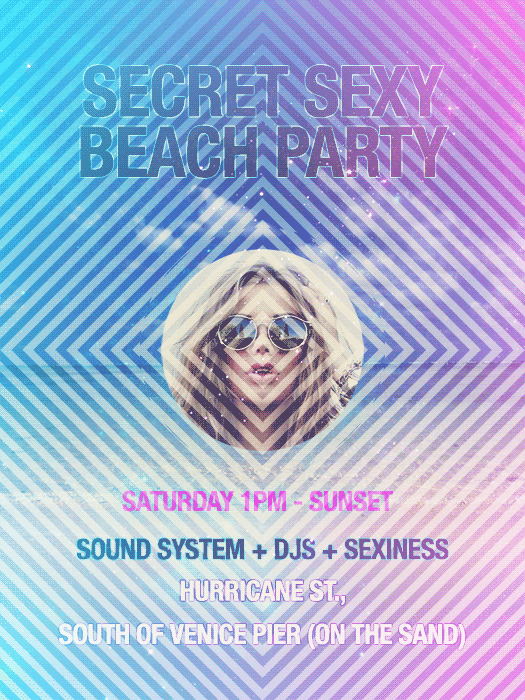 SECRET SEXY
BEACH PARTY
SATURDAY 1PM - SUNSET
SOUND SYSTEM + DJS + SEXINESS
HURRICANE ST.,
SOUTH OF VENICE PIER (ON THE SAND)